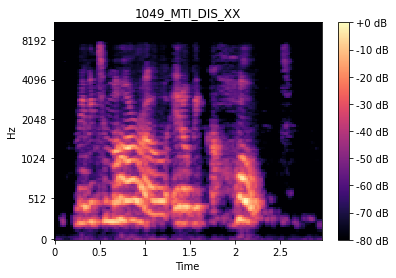 1049_MTI_DIS_XX
8192
4096
2048
1024
512
0
Hz
0
0.5
1
1.5
2
2.5
Time
+0 dB
-10 dB
-20 dB
-30 dB
-40 dB
-50 dB
-60 dB
-70 dB
-80 dB